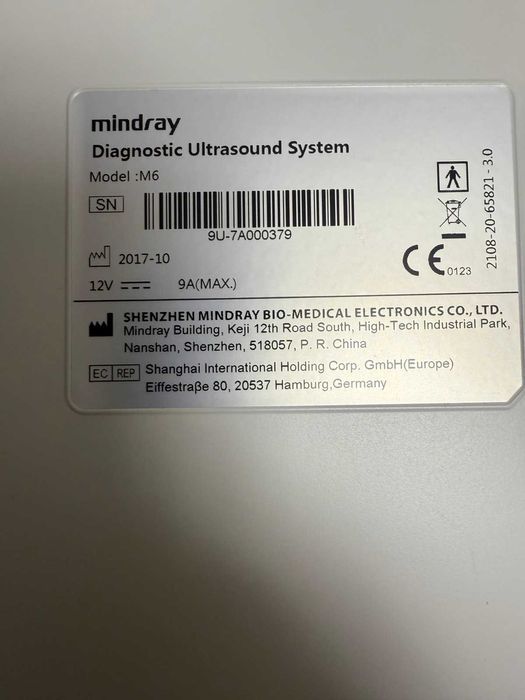 mindray
Diagnostic Ultrasound System
Model :M6
SN
9U-7A000379
2017-10
12V 9A(MAX.)
CE0123
2108-20-65821 - 3.0
SHENZHEN MINDRAY BIO-MEDICAL ELECTRONICS CO., LTD.
Mindray Building, Keji 12th Road South, High-Tech Industrial Park,
Nanshan, Shenzhen, 518057, P. R. China
EC REP Shanghai International Holding Corp. GmbH(Europe)
Eiffestraße 80, 20537 Hamburg,Germany